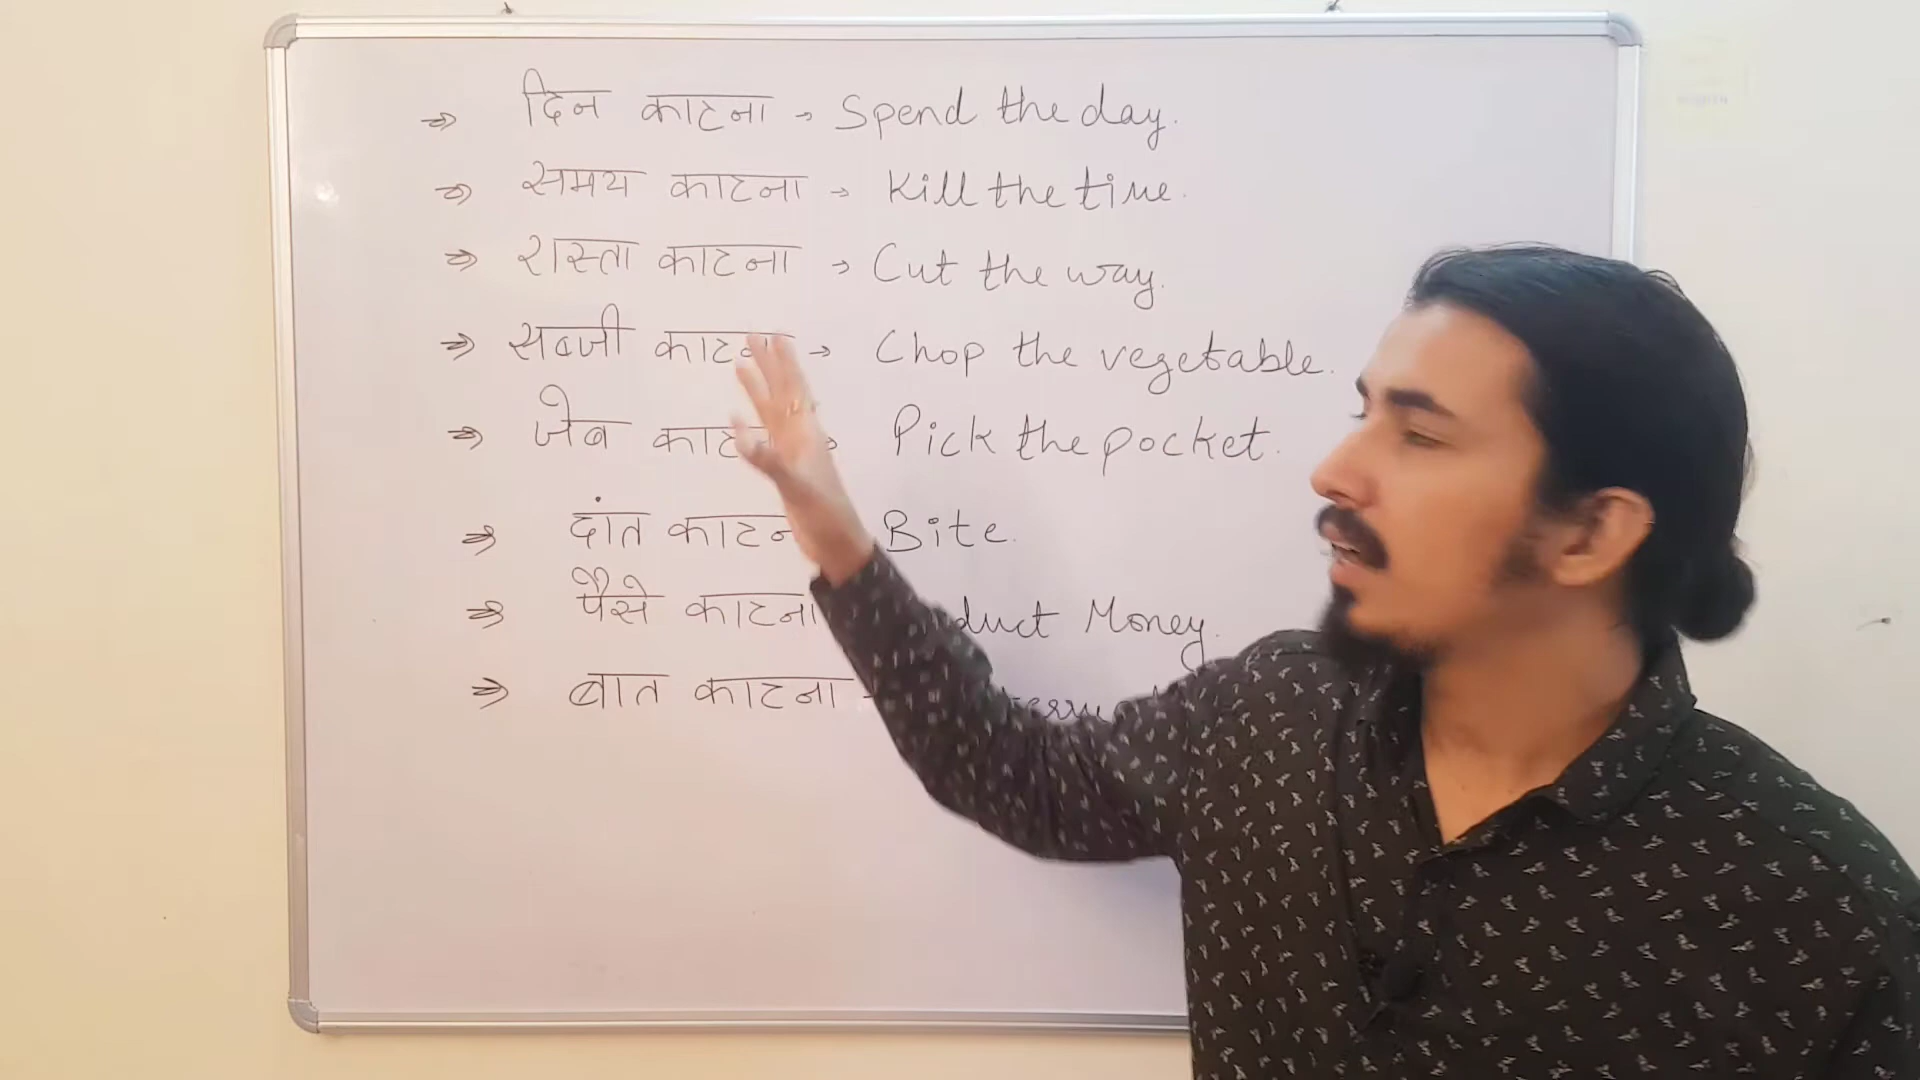 ⇒ दिन काटना → Spend the day.
⇒ समय काटना → Kill the time.
⇒ रास्ता काटना → Cut the way.
⇒ सब्जी काटना → Chop the vegetable.
⇒ जेब → Pick the pocket.
⇒ दांत Bite.
⇒ पैसे काटना Money.
⇒ बात काटना